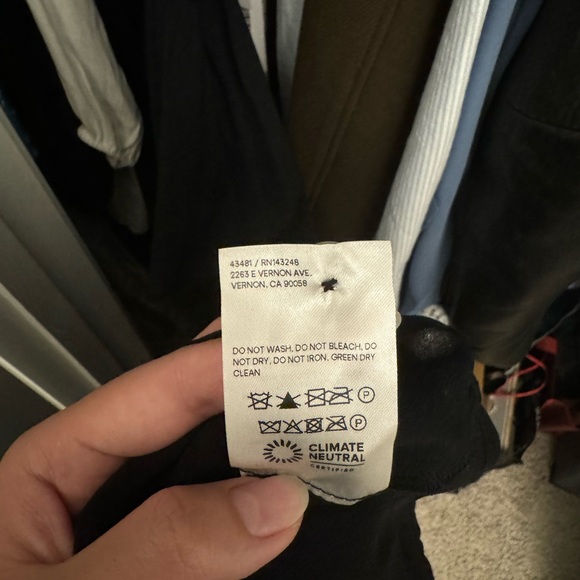 43481 / RN143248
2263 E VERNON AVE.
VERNON, CA 90058
DO NOT WASH. DO NOT BLEACH. DO
NOT DRY. DO NOT IRON. GREEN DRY
CLEAN
P
P
CLIMATE
NEUTRAL
CERTIFIED